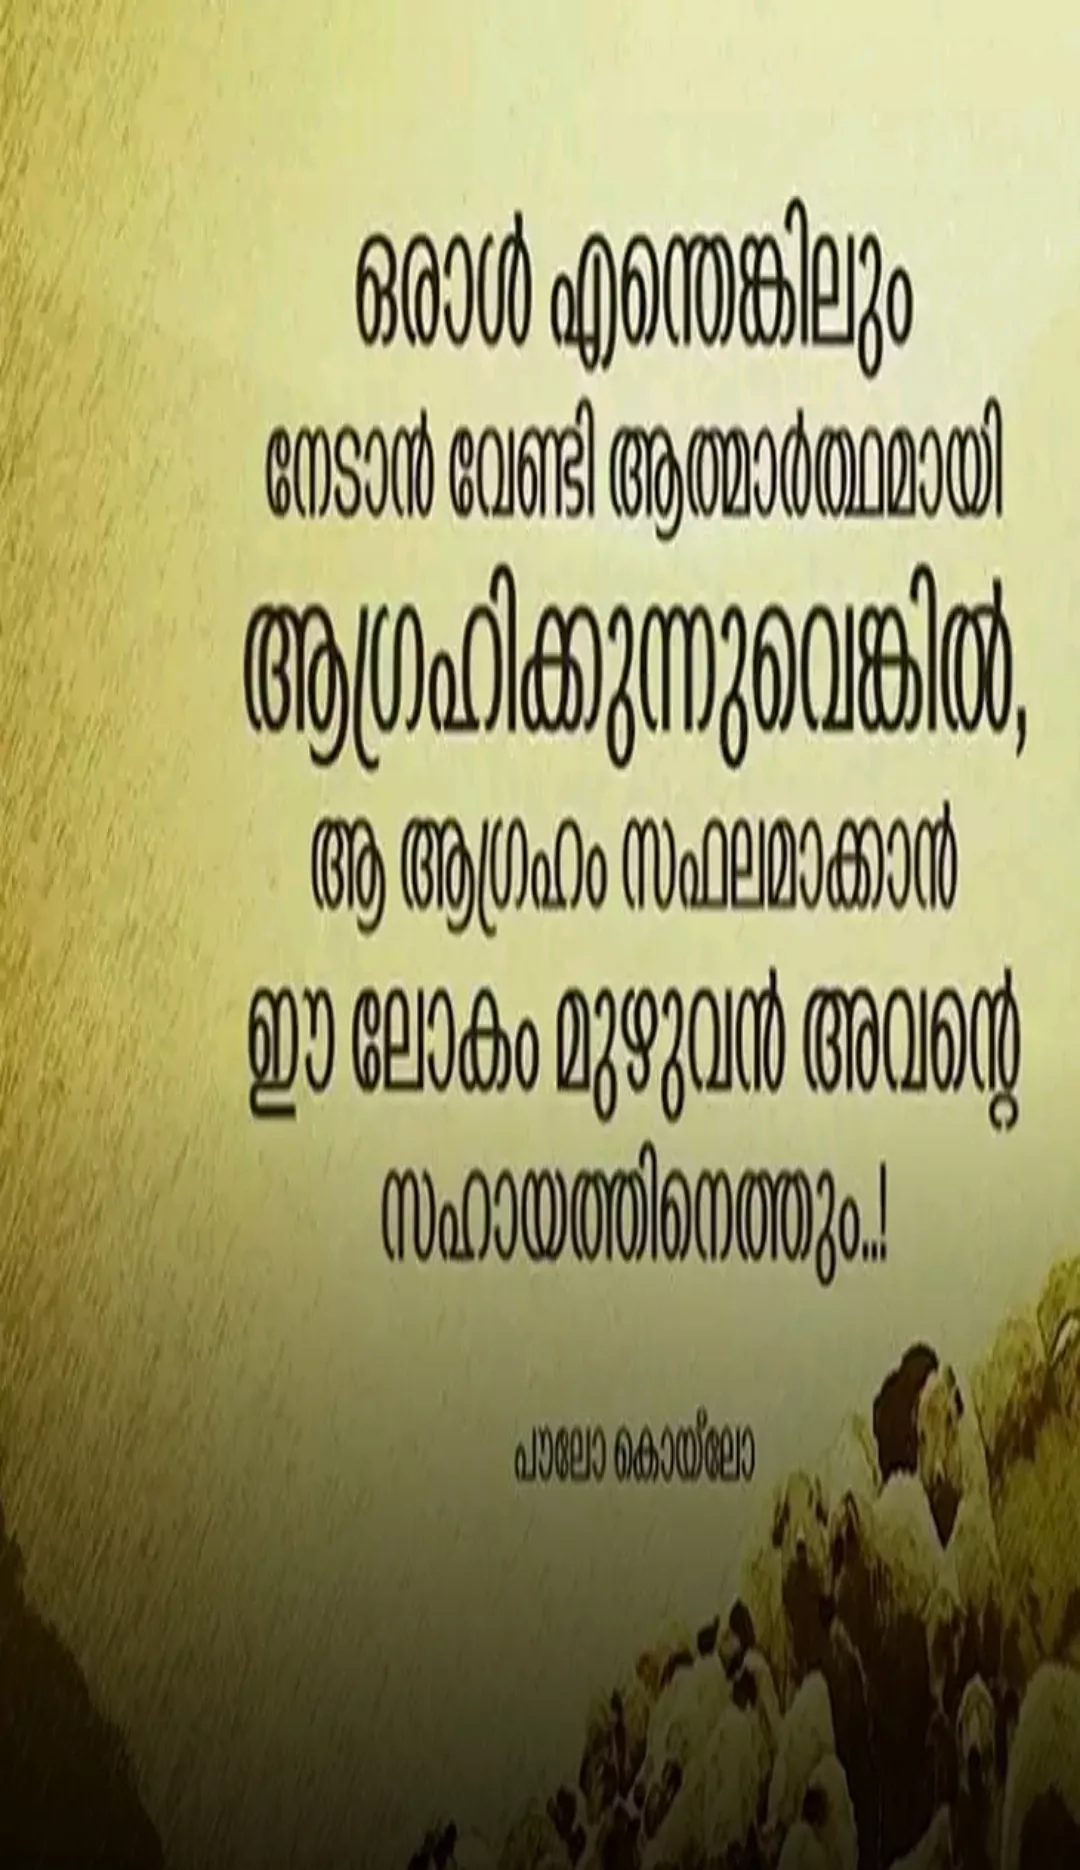 ഒരാൾ എന്തെങ്കിലും
നേടാൻ വേണ്ടി ആത്മാർത്ഥമായി
ആഗ്രഹിക്കുന്നുവെങ്കിൽ,
ആ ആഗ്രഹം സഫലമാക്കാൻ
ഈ ലോകം മുഴുവൻ അവന്റെ
സഹായത്തിനെത്തും..!
പൗലോ കൊയ്‌ലോ